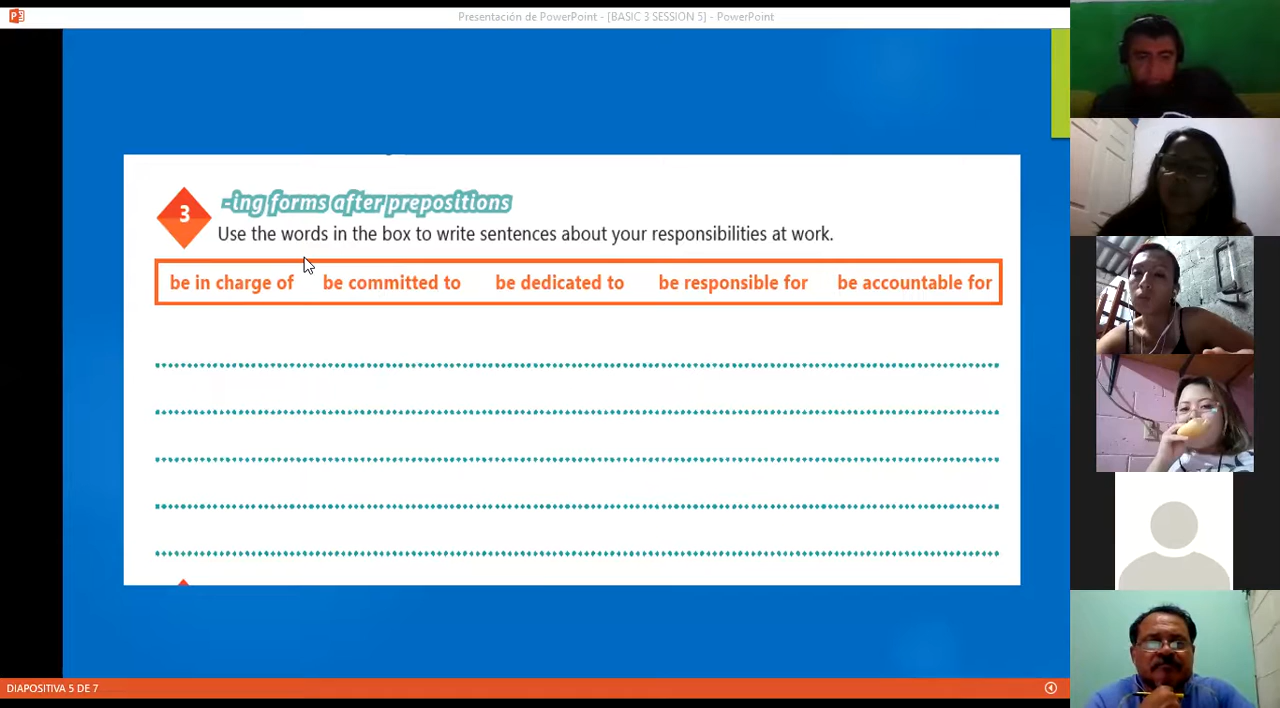 Presentación de PowerPoint - [BASIC 3 SESSION 5] - PowerPoint
3
-ing forms after prepositions
Use the words in the box to write sentences about your responsibilities at work.
be in charge of be committed to be dedicated to be responsible for be accountable for
DIAPOSITIVA 5 DE 7